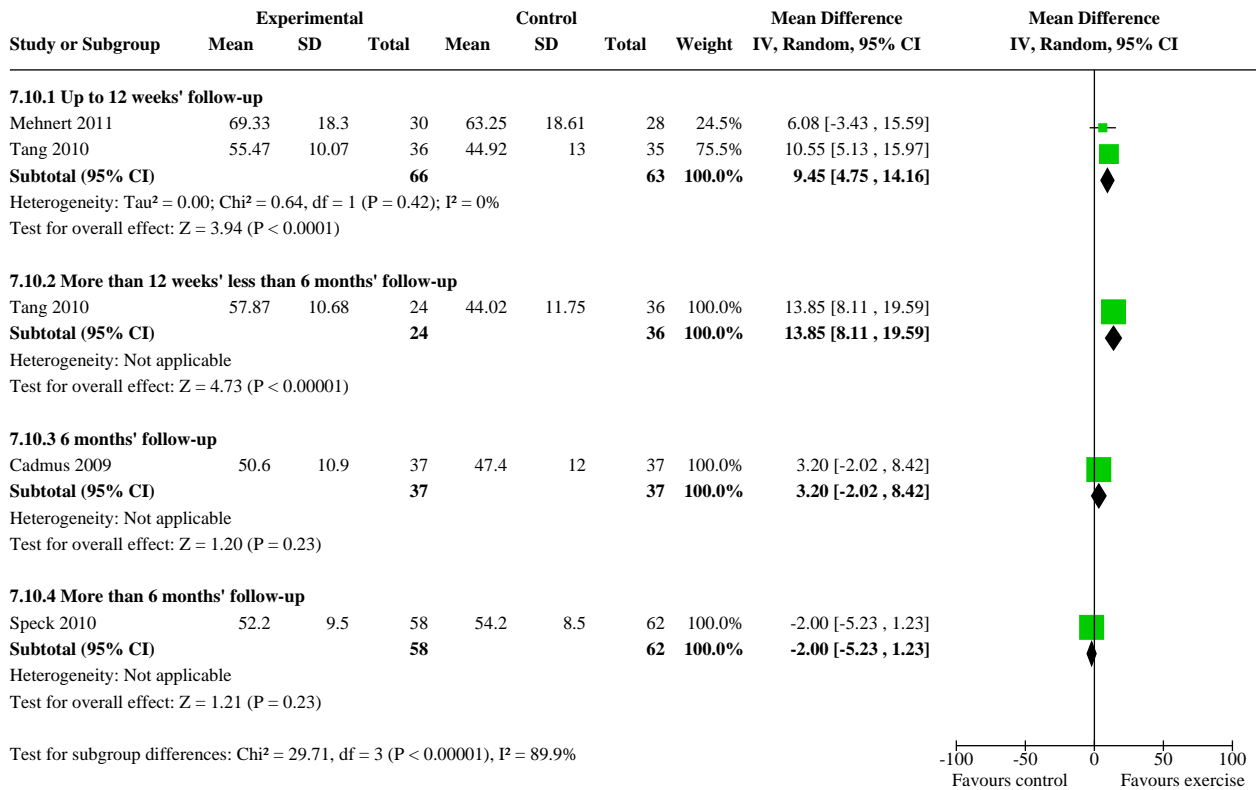 Experimental Control Mean Difference Mean Difference
Study or Subgroup Mean SD Total Mean SD Total Weight IV, Random, 95% CI IV, Random, 95% CI
7.10.1 Up to 12 weeks' follow-up
Mehnert 2011 69.33 18.3 30 63.25 18.61 28 24.5% 6.08 [-3.43 , 15.59]
Tang 2010 55.47 10.07 36 44.92 13 35 75.5% 10.55 [5.13 , 15.97]
Subtotal (95% CI) 66 63 100.0% 9.45 [4.75 , 14.16]
Heterogeneity: Tau² = 0.00; Chi² = 0.64, df = 1 (P = 0.42); I² = 0%
Test for overall effect: Z = 3.94 (P < 0.0001)
7.10.2 More than 12 weeks' less than 6 months' follow-up
Tang 2010 57.87 10.68 24 44.02 11.75 36 100.0% 13.85 [8.11 , 19.59]
Subtotal (95% CI) 24 36 100.0% 13.85 [8.11 , 19.59]
Heterogeneity: Not applicable
Test for overall effect: Z = 4.73 (P < 0.00001)
7.10.3 6 months' follow-up
Cadmus 2009 50.6 10.9 37 47.4 12 37 100.0% 3.20 [-2.02 , 8.42]
Subtotal (95% CI) 37 37 100.0% 3.20 [-2.02 , 8.42]
Heterogeneity: Not applicable
Test for overall effect: Z = 1.20 (P = 0.23)
7.10.4 More than 6 months' follow-up
Speck 2010 52.2 9.5 58 54.2 8.5 62 100.0% -2.00 [-5.23 , 1.23]
Subtotal (95% CI) 58 62 100.0% -2.00 [-5.23 , 1.23]
Heterogeneity: Not applicable
Test for overall effect: Z = 1.21 (P = 0.23)
Test for subgroup differences: Chi² = 29.71, df = 3 (P < 0.00001), I² = 89.9%
-100 -50 0 50 100
Favours control Favours exercise